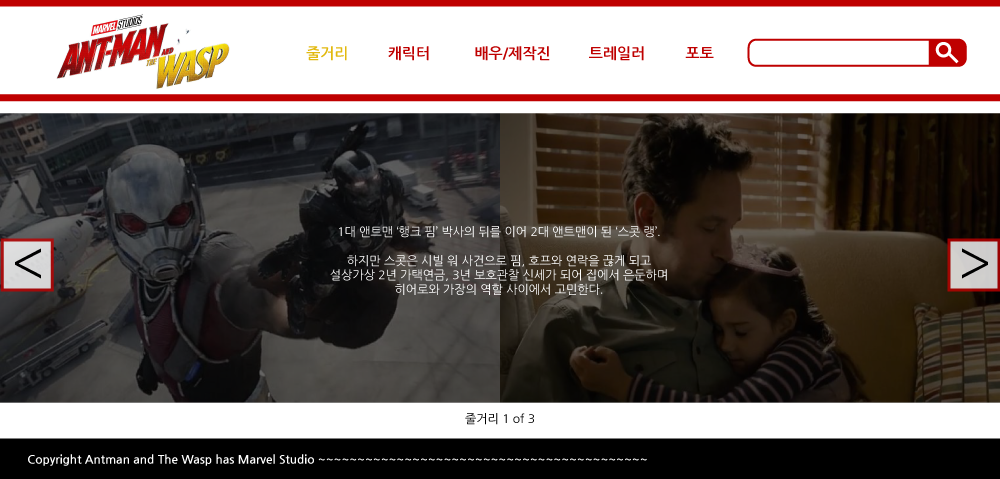 MARVEL STUDIOS
ANT-MAN
AND
THE WASP
줄거리
캐릭터
배우/제작진
트레일러
포토
<
>
1대 앤트맨 '행크 핌' 박사의 뒤를 이어 2대 앤트맨이 된 '스콧 랭'.
하지만 스콧은 시빌 워 사건으로 핌, 호프와 연락을 끊게 되고
설상가상 2년 가택연금, 3년 보호관찰 신세가 되어 집에서 은둔하며
히어로와 가장의 역할 사이에서 고민한다.
줄거리 1 of 3
Copyright Antman and The Wasp has Marvel Studio ~~~~~~~~~~~~~~~~~~~~~~~~~~~~~~~~~~~~~~~~~~